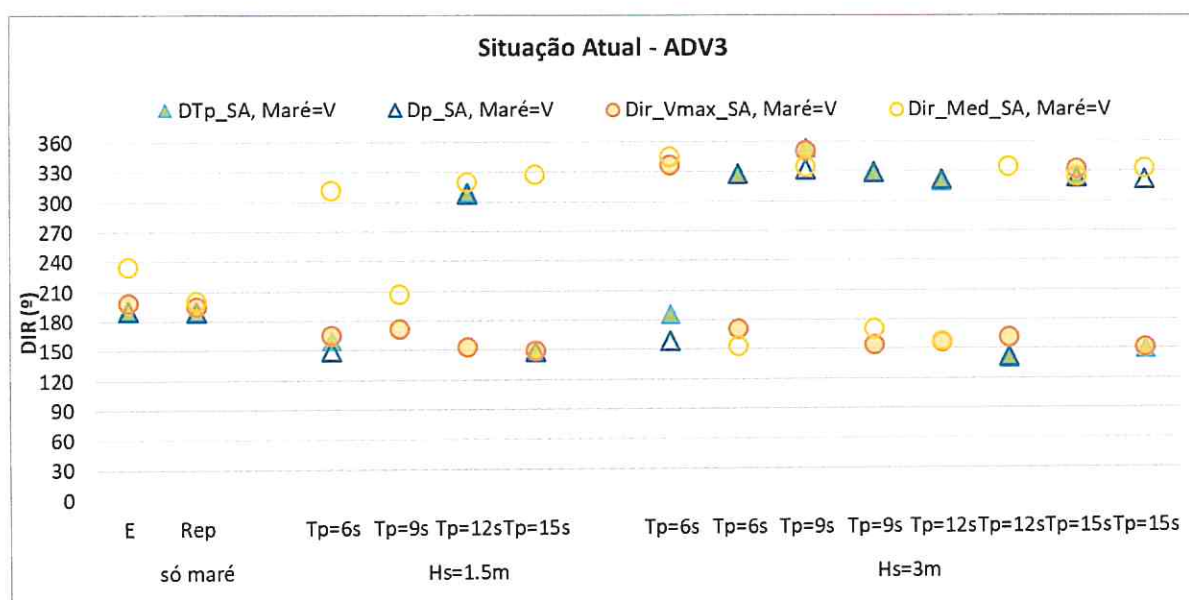 Situação Atual - ADV3
DTp_SA, Maré=V Dp_SA, Maré=V Dir_Vmax_SA, Maré=V Dir_Med_SA, Maré=V
DIR (º)
360
330
300
270
240
210
180
150
120
90
60
30
0
E Rep Tp=6s Tp=9s Tp=12s Tp=15s Tp=6s Tp=6s Tp=9s Tp=9s Tp=12s Tp=12s Tp=15s Tp=15s
só maré Hs=1.5m Hs=3m